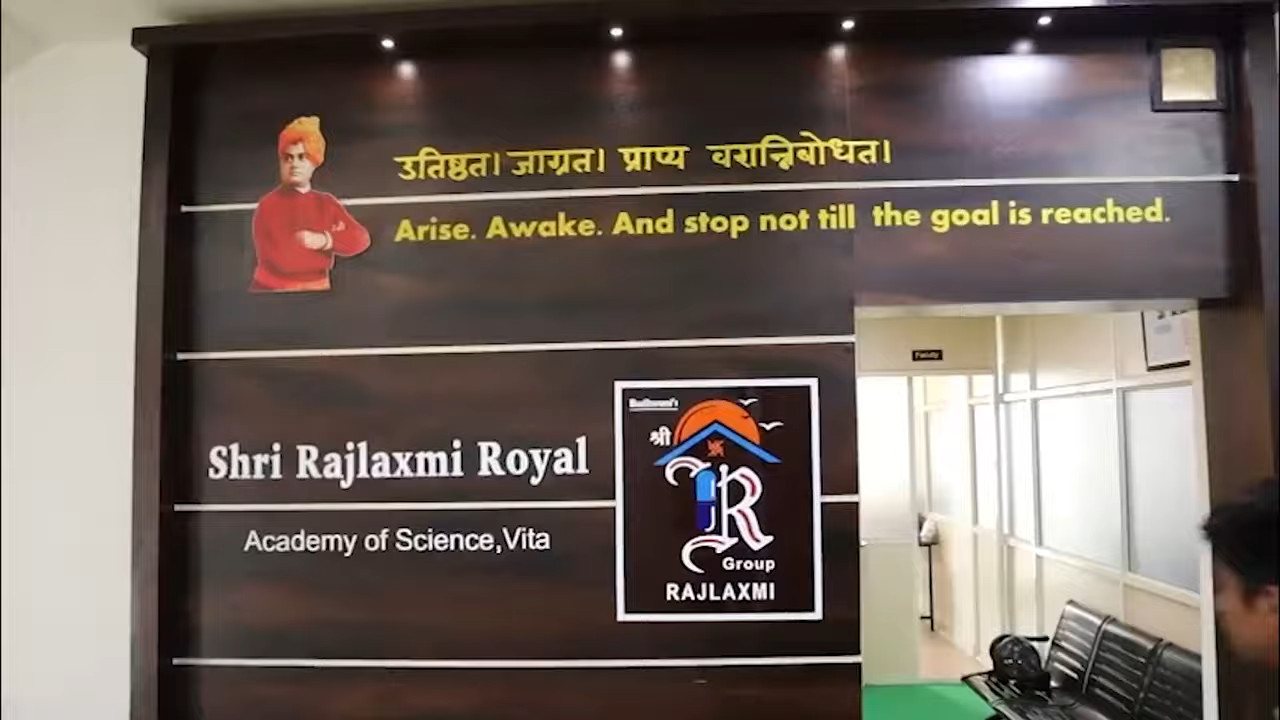 उतिष्ठत। जाग्रत। प्राप्य वरान्निबोधत।
Arise. Awake. And stop not till the goal is reached.
Faculty
श्री
Shri Rajlaxmi Royal
R
Academy of Science,Vita
Group
RAJLAXMI